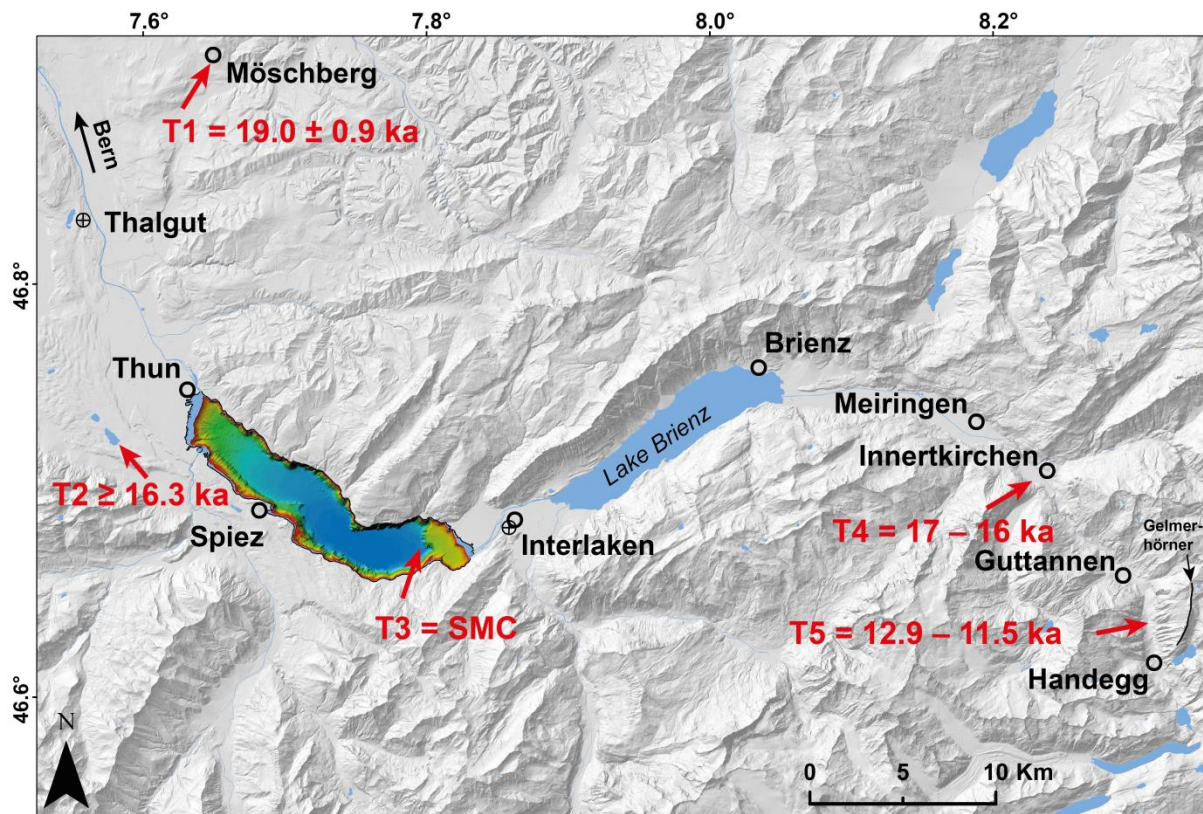 7.6°
7.8°
8.0°
8.2°
Möschberg
T1 = 19.0 ± 0.9 ka
Bern
Thalgut
46.8°
Brienz
Thun
Lake Brienz
Meiringen
Innertkirchen
T2 ≥ 16.3 ka
Spiez
Interlaken
T4 = 17 – 16 ka
Gelmer-
hörner
Guttannen
T3 = SMC
T5 = 12.9 – 11.5 ka
Handegg
46.6°
N
0
5
10 Km